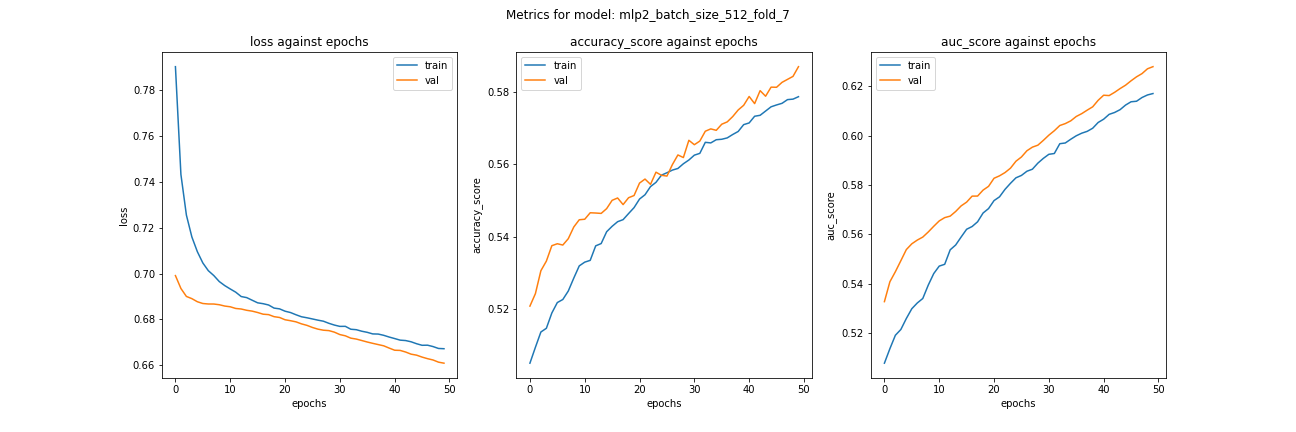 Metrics for model: mlp2_batch_size_512_fold_7
loss against epochs
train
val
0.78
0.76
0.74
0.72
0.70
0.68
0.66
loss
0
10
20
30
40
50
epochs
accuracy_score against epochs
train
val
0.58
0.56
0.54
0.52
accuracy_score
0
10
20
30
40
50
epochs
auc_score against epochs
train
val
0.62
0.60
0.58
0.56
0.54
0.52
auc_score
0
10
20
30
40
50
epochs